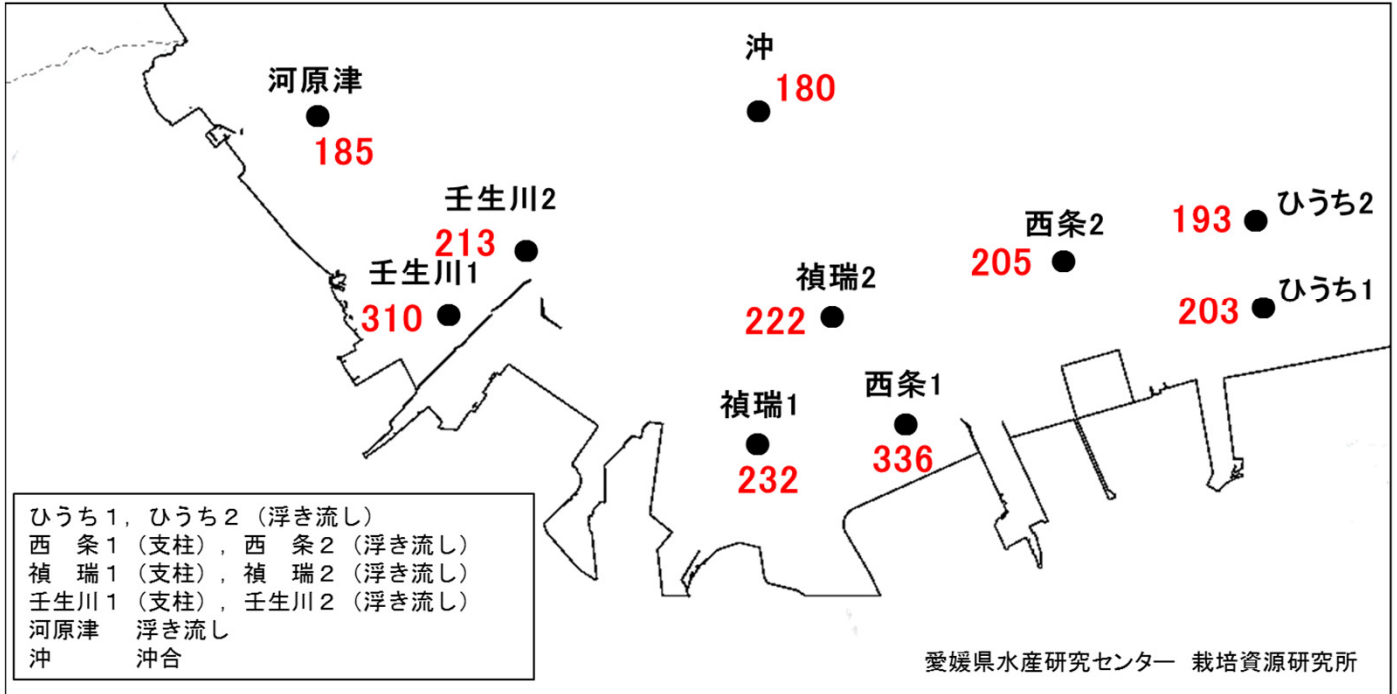 沖
180
河原津
185
壬生川2
213
ひうち2
193
西条2
205
壬生川1
310
禎瑞2
222
ひうち1
203
西条1
336
禎瑞1
232
ひうち1，ひうち2（浮き流し）
西　条1（支柱），西　条2（浮き流し）
禎　瑞1（支柱），禎　瑞2（浮き流し）
壬生川1（支柱），壬生川2（浮き流し）
河原津　浮き流し
沖　　　沖合
愛媛県水産研究センター　栽培資源研究所